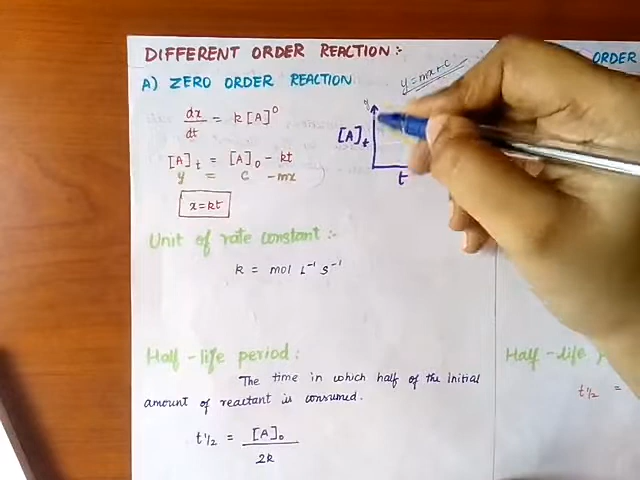 DIFFERENT ORDER REACTION :-
ORDER
A) ZERO ORDER REACTION
y = mx + c
dx/dt = k[A]⁰
y
[A]t
t
[A]t = [A]₀ - kt
y = c - mx
x = kt
Unit of rate constant :-
k = mol L⁻¹ s⁻¹
Half-life period :
Half-life
The time in which half of the initial
amount of reactant is consumed.
t½ =
t½ = [A]₀/2k